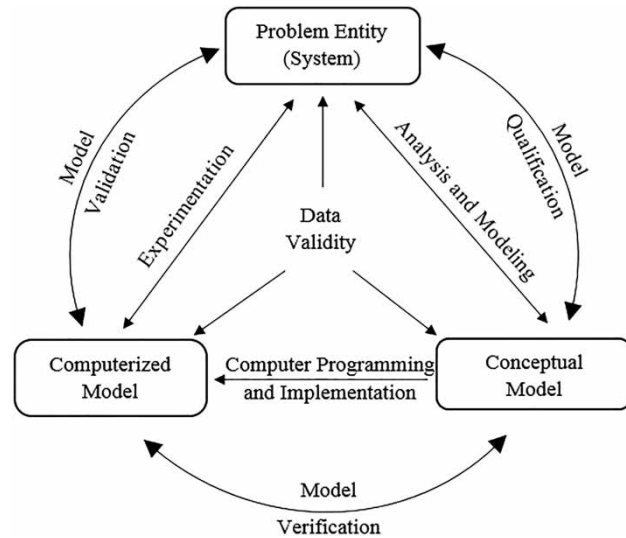 Problem Entity
(System)
Model
Validation
Experimentation
Data
Validity
Analysis and Modeling
Model
Qualification
Computerized
Model
Computer Programming
and Implementation
Conceptual
Model
Model
Verification